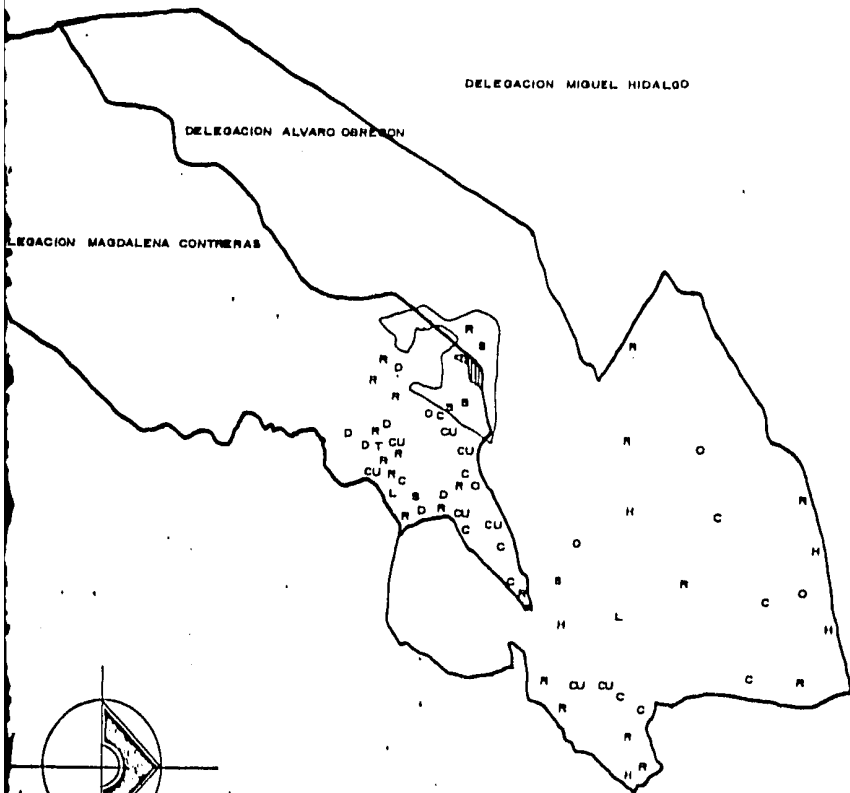 DELEGACION MIGUEL HIDALGO
DELEGACION ALVARO OBREGON
LEGACION MAGDALENA CONTRERAS
R
S
R
A
R D
R
R
B B
O C
CU
D R D
D T CU
R R
CU
C
CU R C
R O
L S D
R D R CU
C CU
C
C
R
R
R
O
H
C
R
O
H
S
R
C
O
H
L
H
R CU CU C
C R
R C
R
R
H